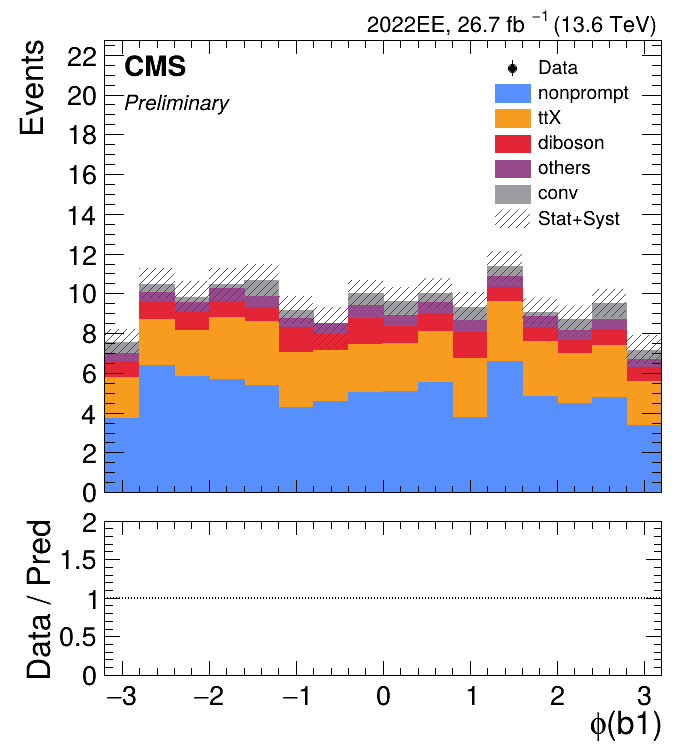 2022EE, 26.7 fb⁻¹ (13.6 TeV)
CMS
Preliminary
Events
22
20
18
16
14
12
10
8
6
4
2
0
Data
nonprompt
ttX
diboson
others
conv
Stat+Syst
Data / Pred
2
1.5
1
0.5
0
−3 −2 −1 0 1 2 3
ϕ(b1)